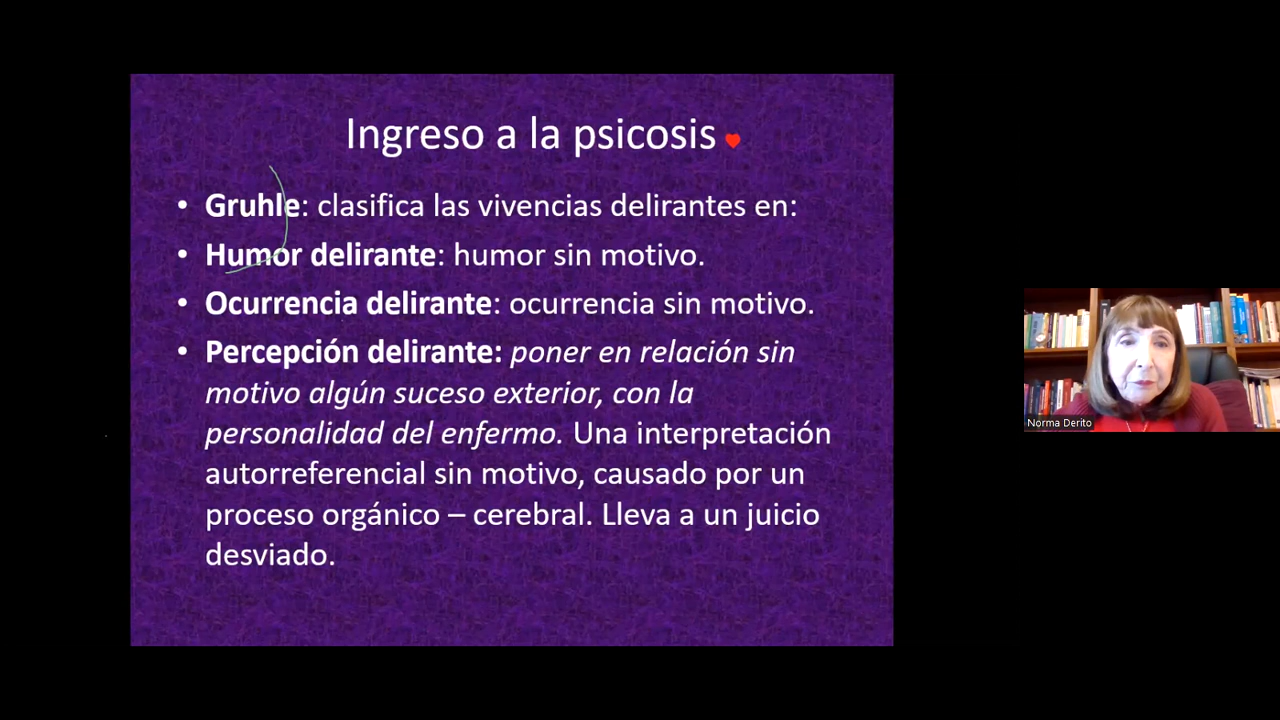 Ingreso a la psicosis
• Gruhle: clasifica las vivencias delirantes en:
• Humor delirante: humor sin motivo.
• Ocurrencia delirante: ocurrencia sin motivo.
• Percepción delirante: poner en relación sin
motivo algún suceso exterior, con la
personalidad del enfermo. Una interpretación
autorreferencial sin motivo, causado por un
proceso orgánico – cerebral. Lleva a un juicio
desviado.
Norma Derito